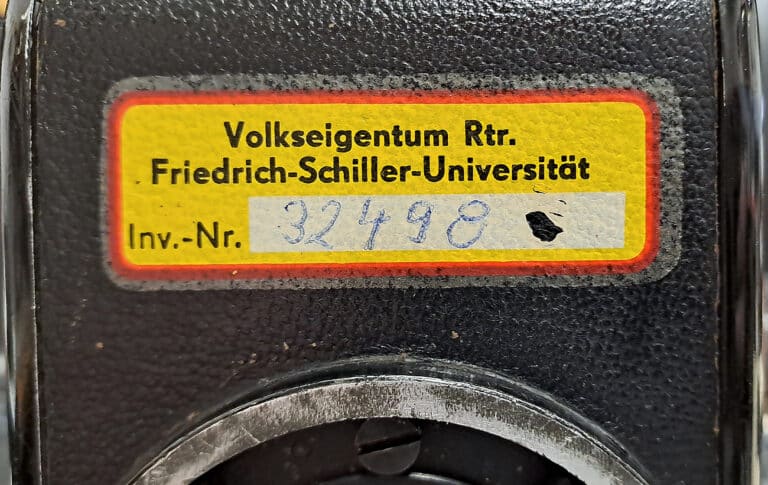 Volkseigentum Rtr.
Friedrich-Schiller-Universität
Inv.-Nr. 32498